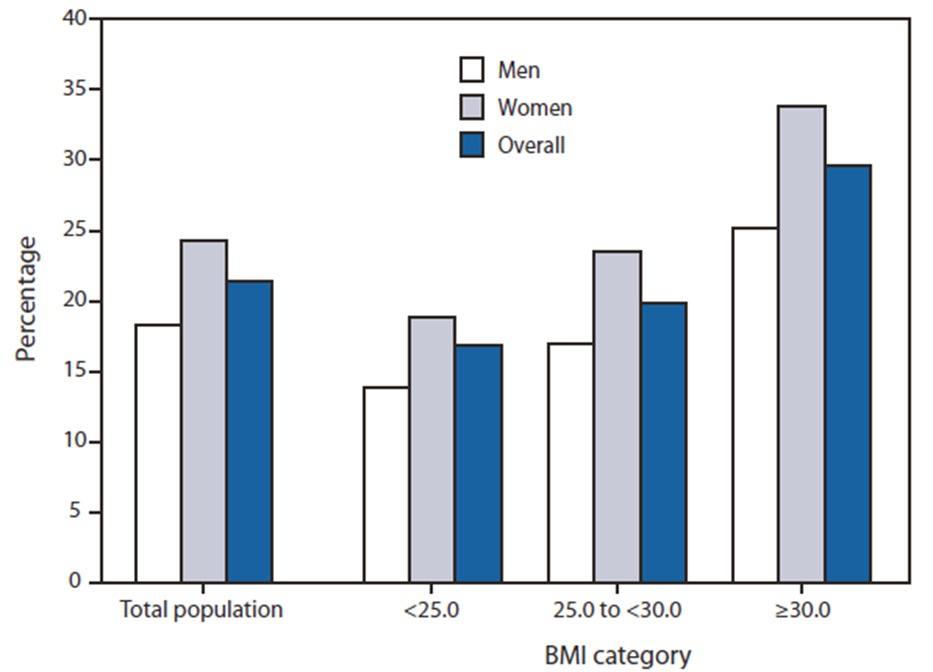 40
35
30
25
20
15
10
5
0
Percentage
Men
Women
Overall
Total population
<25.0
25.0 to <30.0
≥30.0
BMI category